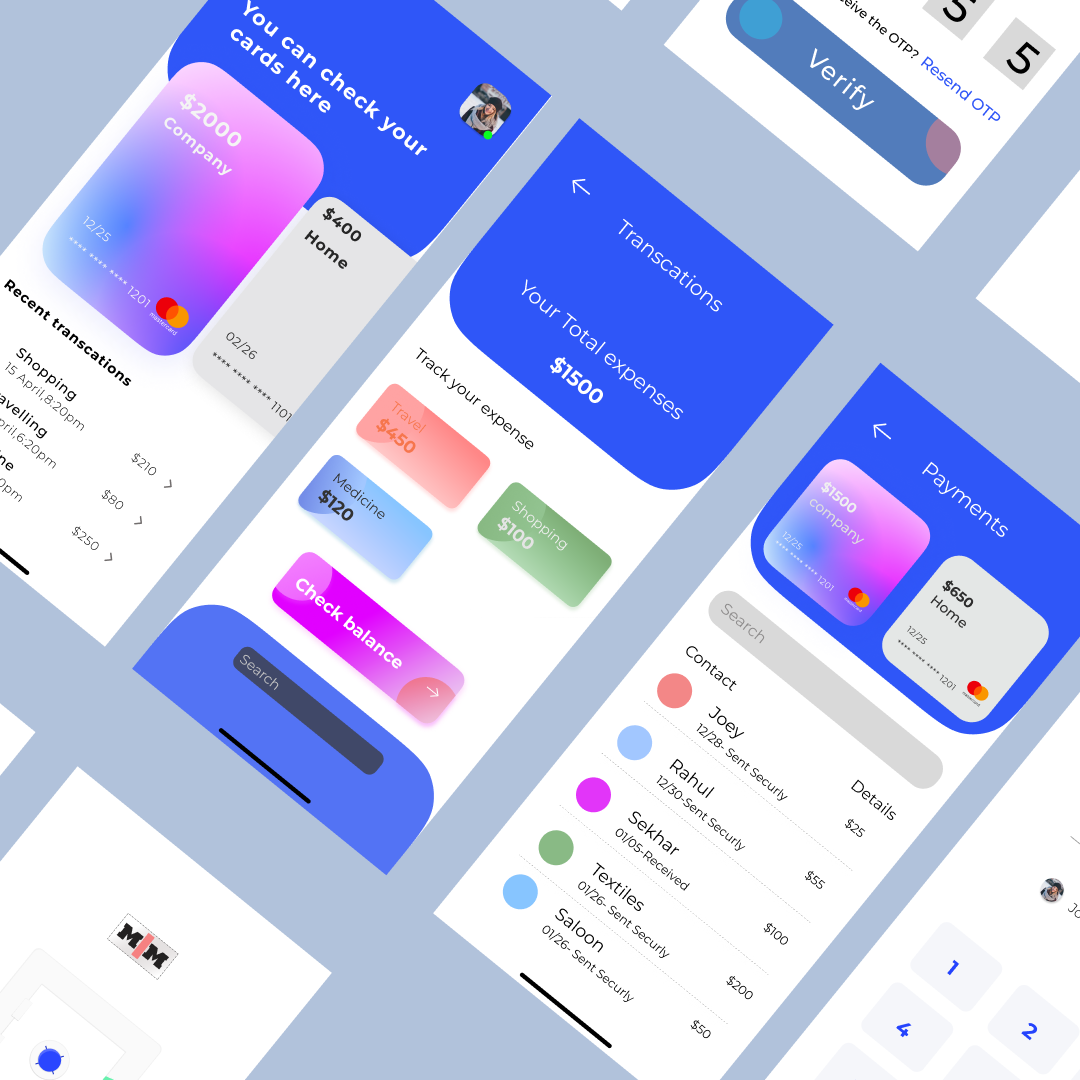 You can check your
cards here
$2000
Company
12/25
**** **** **** 1201
mastercard
$400
Home
02/26
**** **** **** 1101
Recent transcations
Shopping
15 April,8:20pm
$210
avelling
pril,6:20pm
$80
ine
0pm
$250
Transcations
Your Total expenses
$1500
Track your expense
Travel
$450
Medicine
$120
Shopping
$100
Check balance
Search
ceive the OTP? Resend OTP
5
5
Verify
Payments
$1500
company
12/25
**** **** **** 1201
mastercard
$650
Home
12/25
**** **** **** 1201
mastercard
Search
Contact
Details
Joey
12/28- Sent Securly
$25
Rahul
12/30-Sent Securly
$55
Sekhar
01/05-Received
$100
Textiles
01/26- Sent Securly
$200
Saloon
01/26- Sent Securly
$50
M/M
Jo
1
2
4